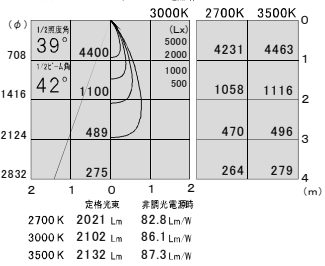 (φ) 3000K 2700K 3500K 0
1/2照度角 (Lx)
39° 5000
4400 2000 4231 4463
708 1
1/2ビーム角 1000
42° 500
1100 1058 1116
1416 2
2124 489 470 496 3
2832 275 264 279 4
2 1 0 1 2 (m)
定格光束 非調光電源時
2700K 2021 Lm 82.8 Lm/W
3000K 2102 Lm 86.1 Lm/W
3500K 2132 Lm 87.3 Lm/W